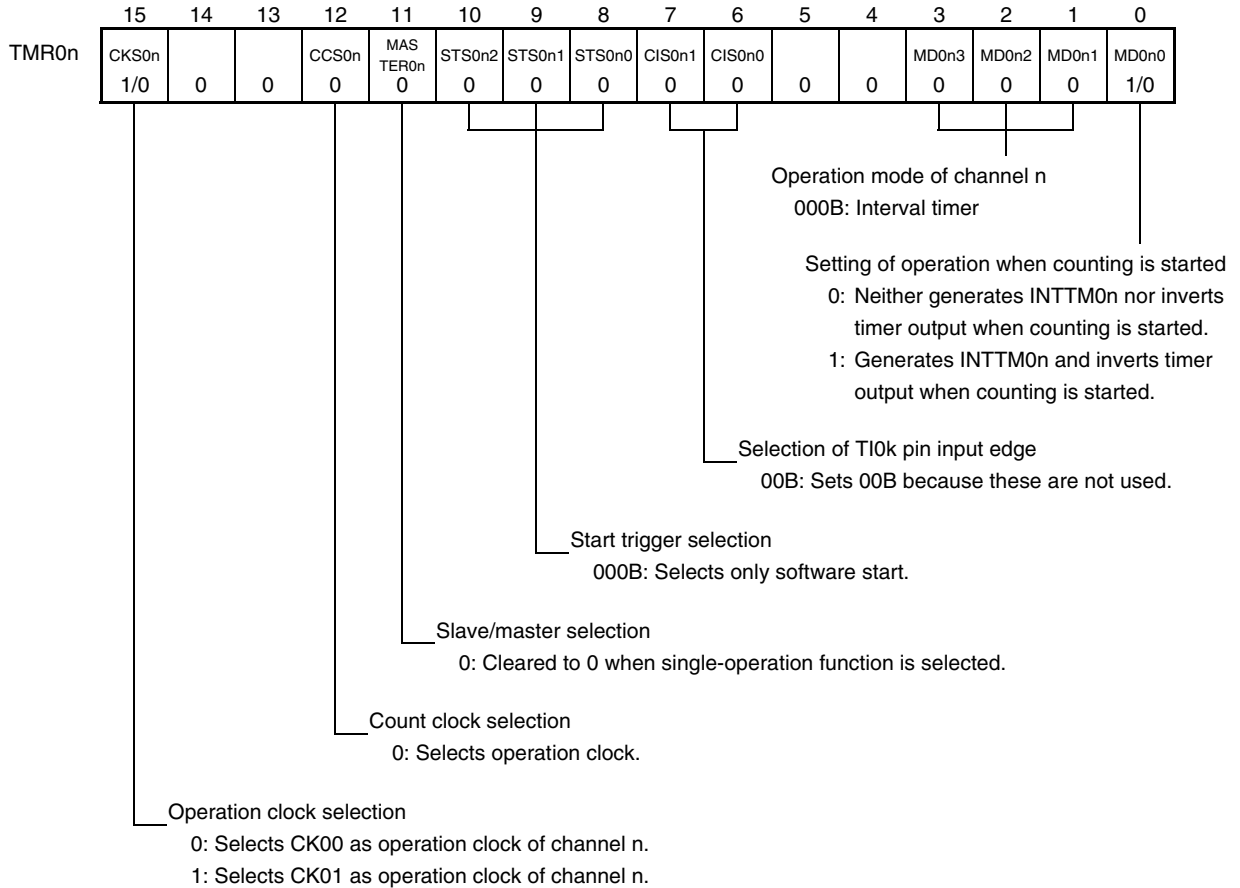 15 14 13 12 11 10 9 8 7 6 5 4 3 2 1 0
TMR0n CKS0n CCS0n MAS TER0n STS0n2 STS0n1 STS0n0 CIS0n1 CIS0n0 MD0n3 MD0n2 MD0n1 MD0n0
1/0 0 0 0 0 0 0 0 0 0 0 0 0 0 0 1/0
Operation mode of channel n
000B: Interval timer
Setting of operation when counting is started
0: Neither generates INTTM0n nor inverts
timer output when counting is started.
1: Generates INTTM0n and inverts timer
output when counting is started.
Selection of TI0k pin input edge
00B: Sets 00B because these are not used.
Start trigger selection
000B: Selects only software start.
Slave/master selection
0: Cleared to 0 when single-operation function is selected.
Count clock selection
0: Selects operation clock.
Operation clock selection
0: Selects CK00 as operation clock of channel n.
1: Selects CK01 as operation clock of channel n.